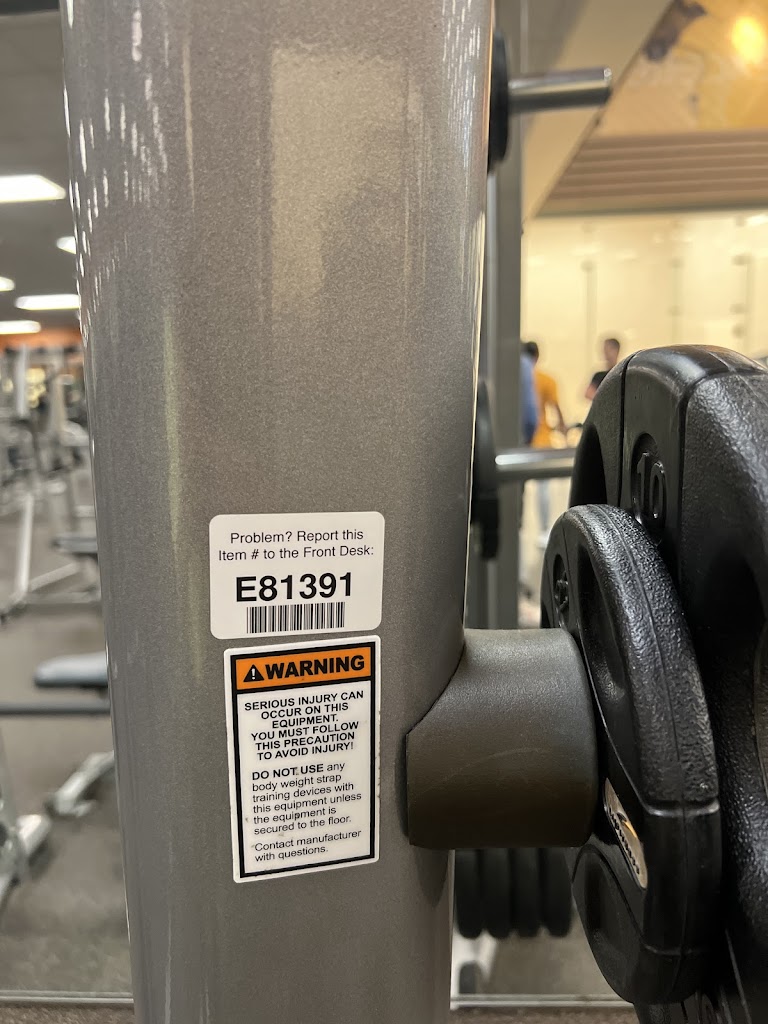 Problem? Report this
Item # to the Front Desk:
E81391
WARNING
SERIOUS INJURY CAN
OCCUR ON THIS
EQUIPMENT.
YOU MUST FOLLOW
THIS PRECAUTION
TO AVOID INJURY!
DO NOT USE any
body weight strap
training devices with
this equipment unless
the equipment is
secured to the floor.
*Contact manufacturer
with questions.
10